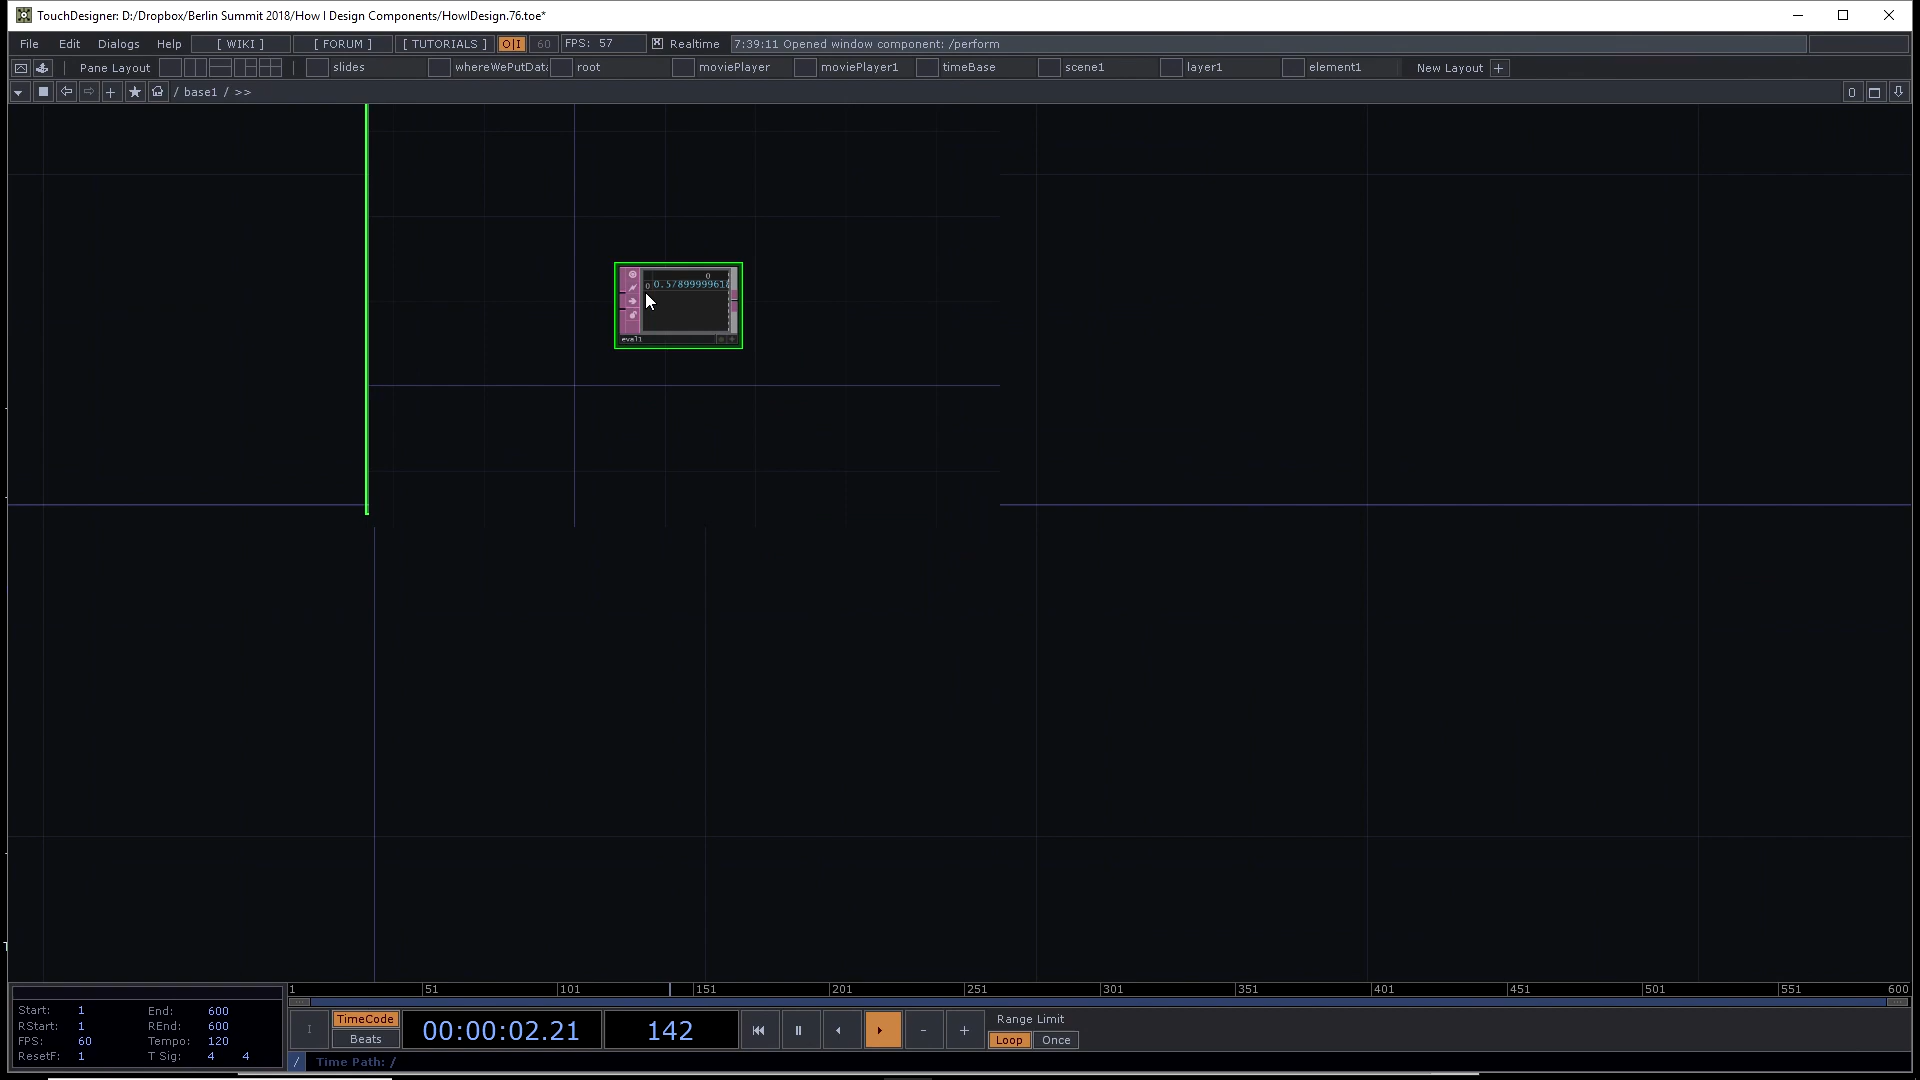 TouchDesigner: D:/Dropbox/Berlin Summit 2018/How I Design Components/HowIDesign.76.toe*
File Edit Dialogs Help [ WIKI ] [ FORUM ] [ TUTORIALS ] O|I 60 FPS: 57 Realtime 7:39:11 Opened window component: /perform
Pane Layout slides whereWePutData root moviePlayer moviePlayer1 timeBase scene1 layer1 element1 New Layout +
/ base1 / >> 0
0
0 0.578999961
eval1
1 51 101 151 201 251 301 351 401 451 501 551 600
Start: 1 End: 600
RStart: 1 REnd: 600
FPS: 60 Tempo: 120
ResetF: 1 T Sig: 4 4
TimeCode
Beats
00:00:02.21 142
Range Limit
Loop Once
/ Time Path: /